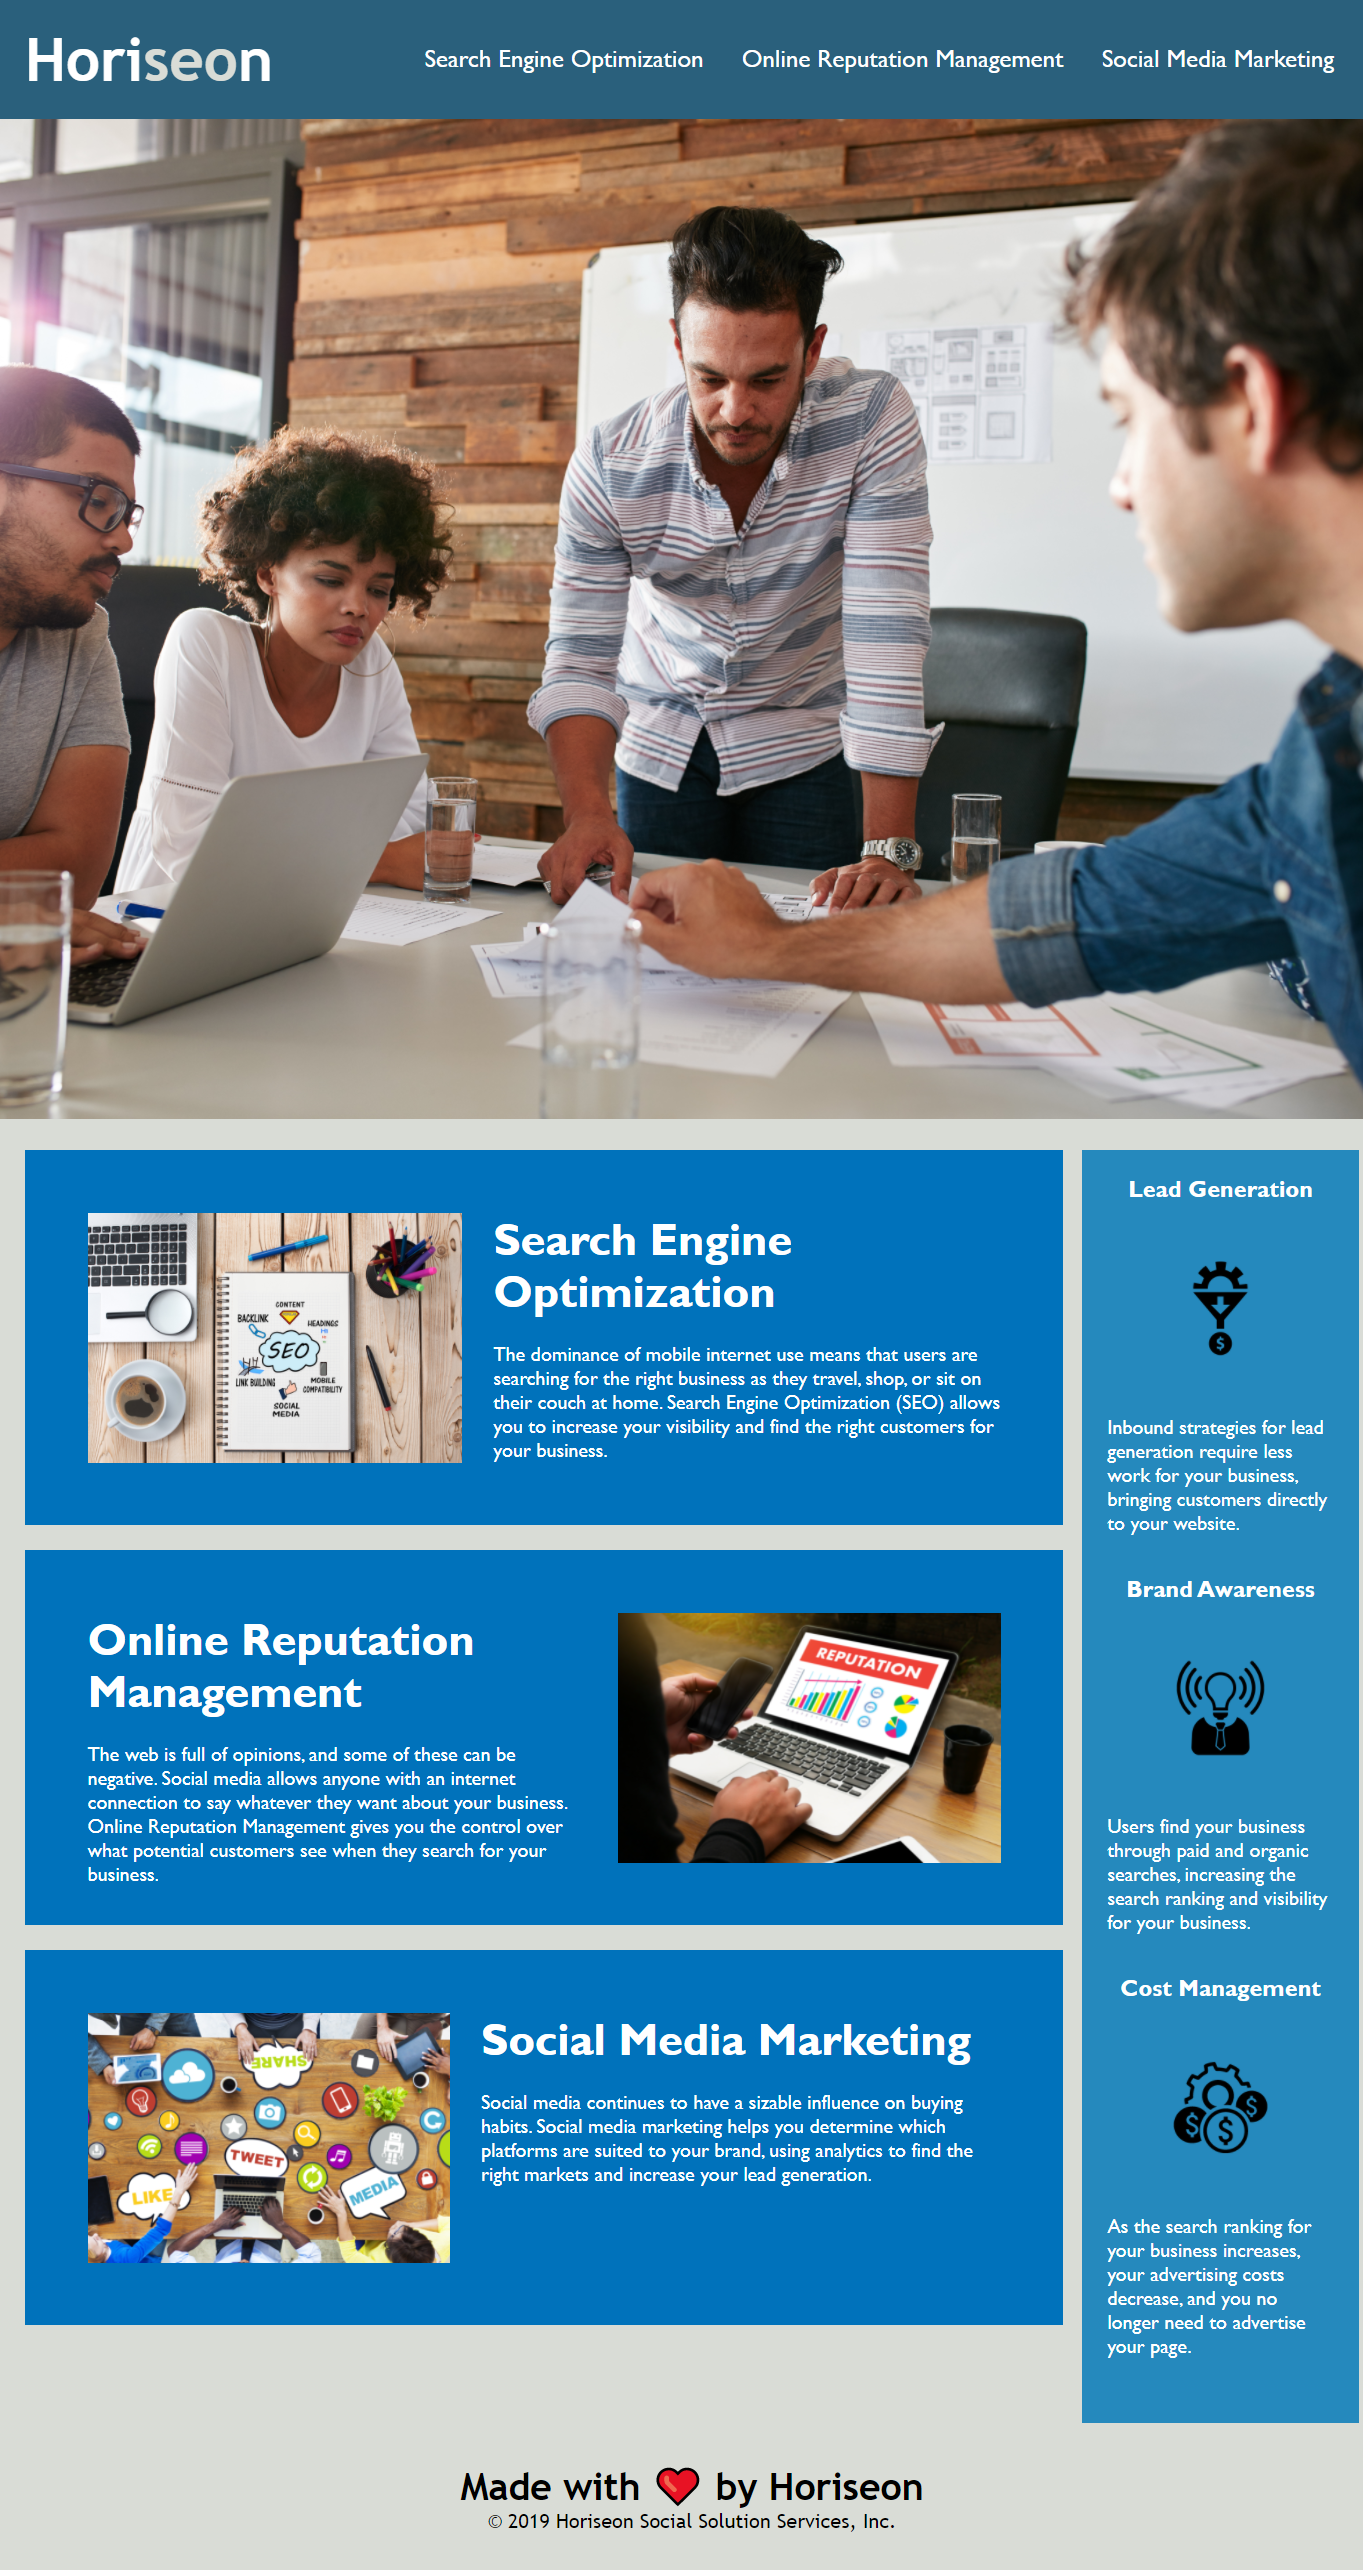 Horiseon
Search Engine Optimization
Online Reputation Management
Social Media Marketing
Search Engine
Optimization
The dominance of mobile internet use means that users are
searching for the right business as they travel, shop, or sit on
their couch at home. Search Engine Optimization (SEO) allows
you to increase your visibility and find the right customers for
your business.
CONTENT
BACKLINK
HEADINGS
SEO
LINK BUILDING
MOBILE
COMPATIBILITY
SOCIAL
MEDIA
Online Reputation
Management
The web is full of opinions, and some of these can be
negative. Social media allows anyone with an internet
connection to say whatever they want about your business.
Online Reputation Management gives you the control over
what potential customers see when they search for your
business.
REPUTATION
SHARE
TWEET
LIKE
MEDIA
Social Media Marketing
Social media continues to have a sizable influence on buying
habits. Social media marketing helps you determine which
platforms are suited to your brand, using analytics to find the
right markets and increase your lead generation.
Lead Generation
$
Inbound strategies for lead
generation require less
work for your business,
bringing customers directly
to your website.
Brand Awareness
Users find your business
through paid and organic
searches, increasing the
search ranking and visibility
for your business.
Cost Management
$ $ $
As the search ranking for
your business increases,
your advertising costs
decrease, and you no
longer need to advertise
your page.
Made with ❤️ by Horiseon
© 2019 Horiseon Social Solution Services, Inc.